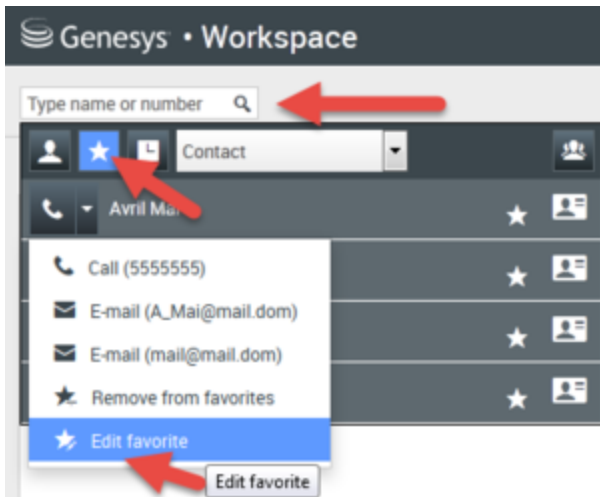 Genesys • Workspace
Type name or number
Contact
Avril Mai
Call (5555555)
E-mail (A_Mai@mail.dom)
E-mail (mail@mail.dom)
Remove from favorites
Edit favorite
Edit favorite